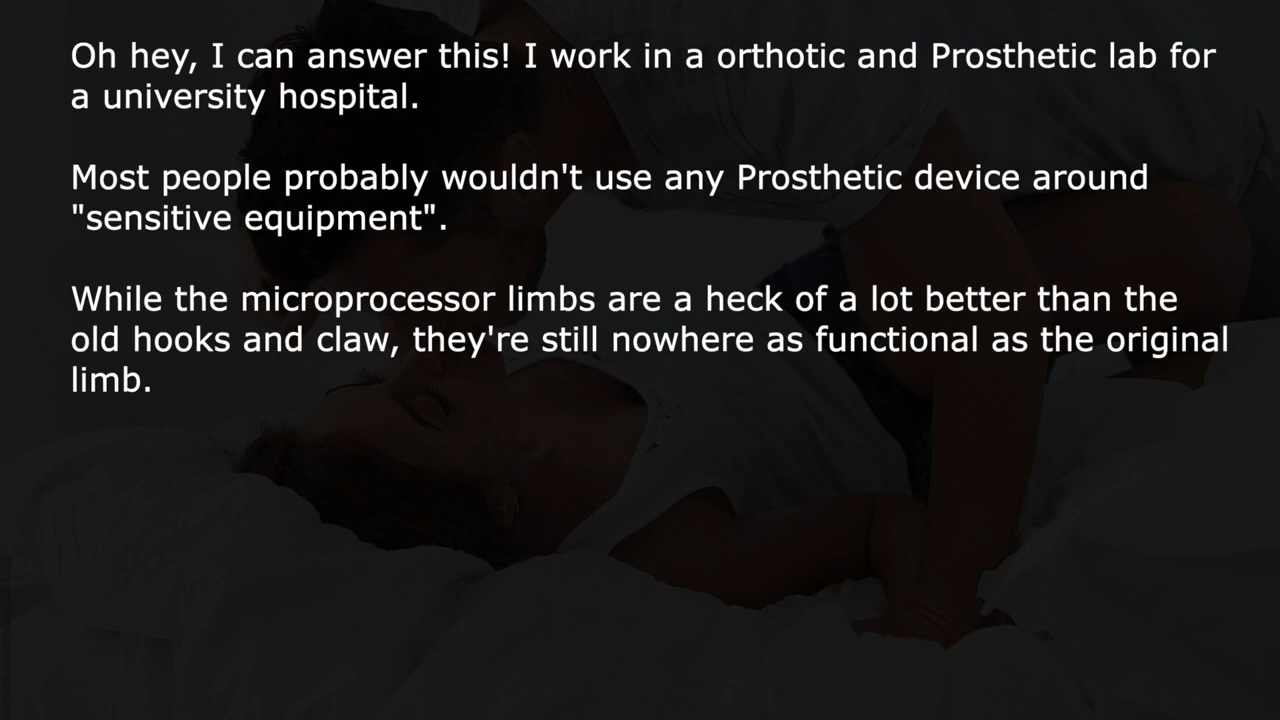 Oh hey, I can answer this! I work in a orthotic and Prosthetic lab for
a university hospital.
Most people probably wouldn't use any Prosthetic device around
"sensitive equipment".
While the microprocessor limbs are a heck of a lot better than the
old hooks and claw, they're still nowhere as functional as the original
limb.